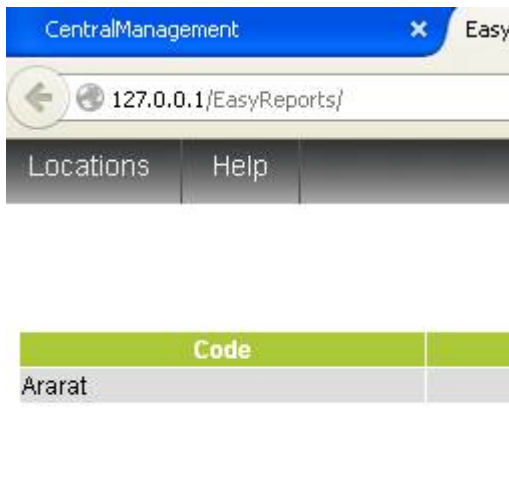 CentralManagement Easy
127.0.0.1/EasyReports/
Locations Help
Code
Ararat